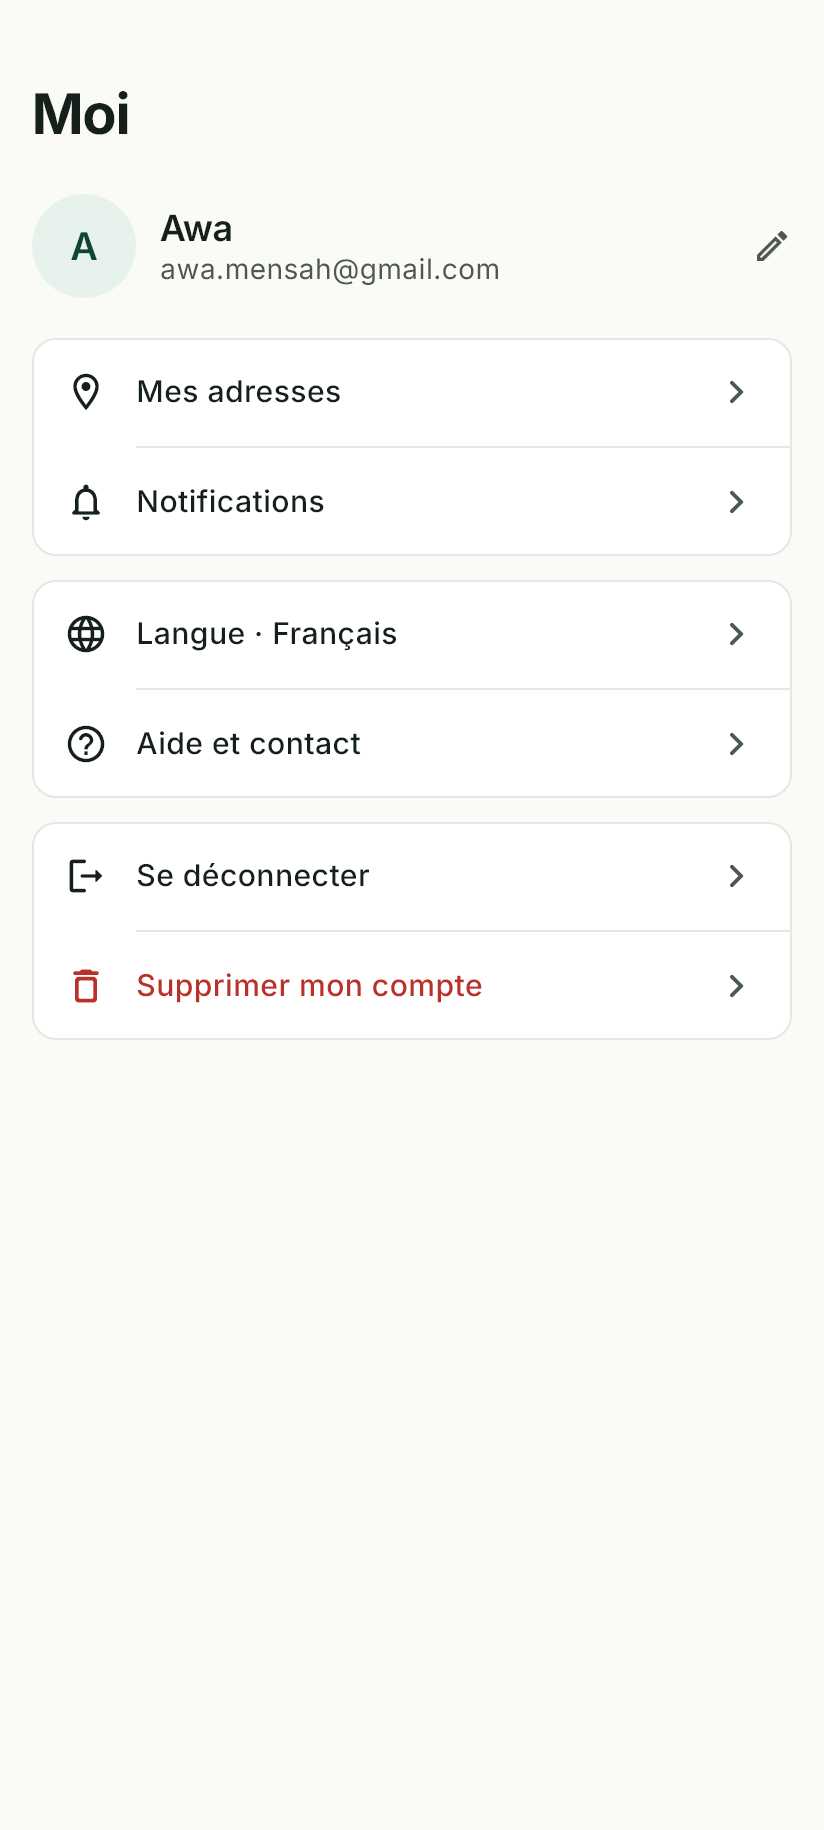 Moi
A
Awa
awa.mensah@gmail.com
Mes adresses
Notifications
Langue · Français
Aide et contact
Se déconnecter
Supprimer mon compte